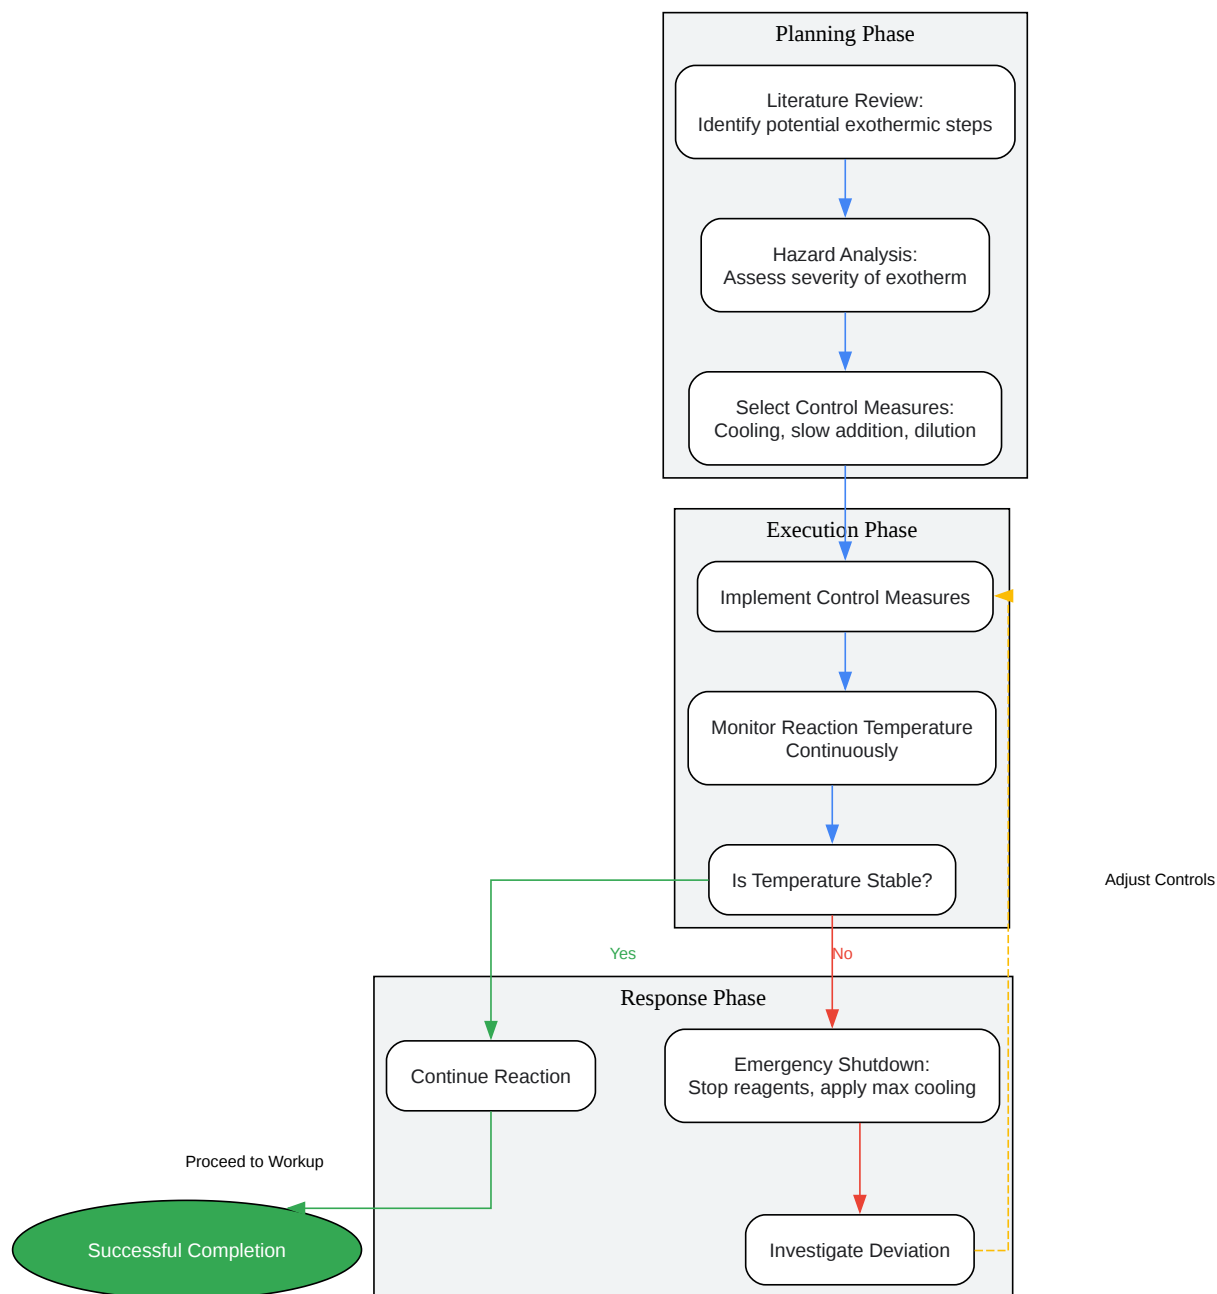 Planning Phase
Literature Review:
Identify potential exothermic steps
Hazard Analysis:
Assess severity of exotherm
Select Control Measures:
Cooling, slow addition, dilution
Execution Phase
Implement Control Measures
Monitor Reaction Temperature
Continuously
Is Temperature Stable?
Adjust Controls
Yes
No
Response Phase
Continue Reaction
Emergency Shutdown:
Stop reagents, apply max cooling
Proceed to Workup
Successful Completion
Investigate Deviation